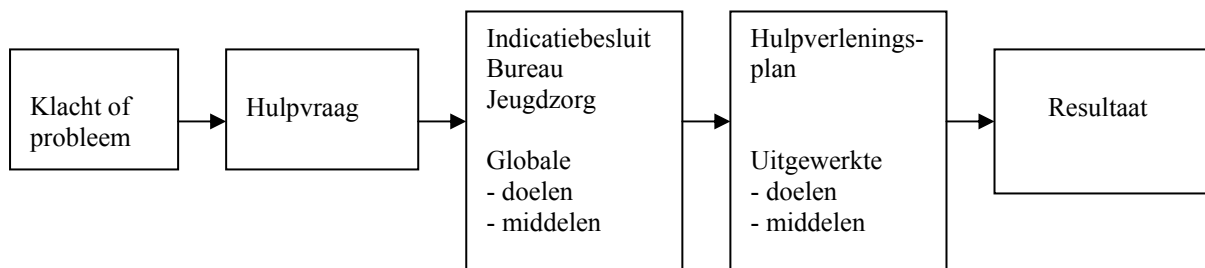 Klacht of
probleem
Hulpvraag
Indicatiebesluit
Bureau
Jeugdzorg
Globale
- doelen
- middelen
Hulpverlenings-
plan
Uitgewerkte
- doelen
- middelen
Resultaat